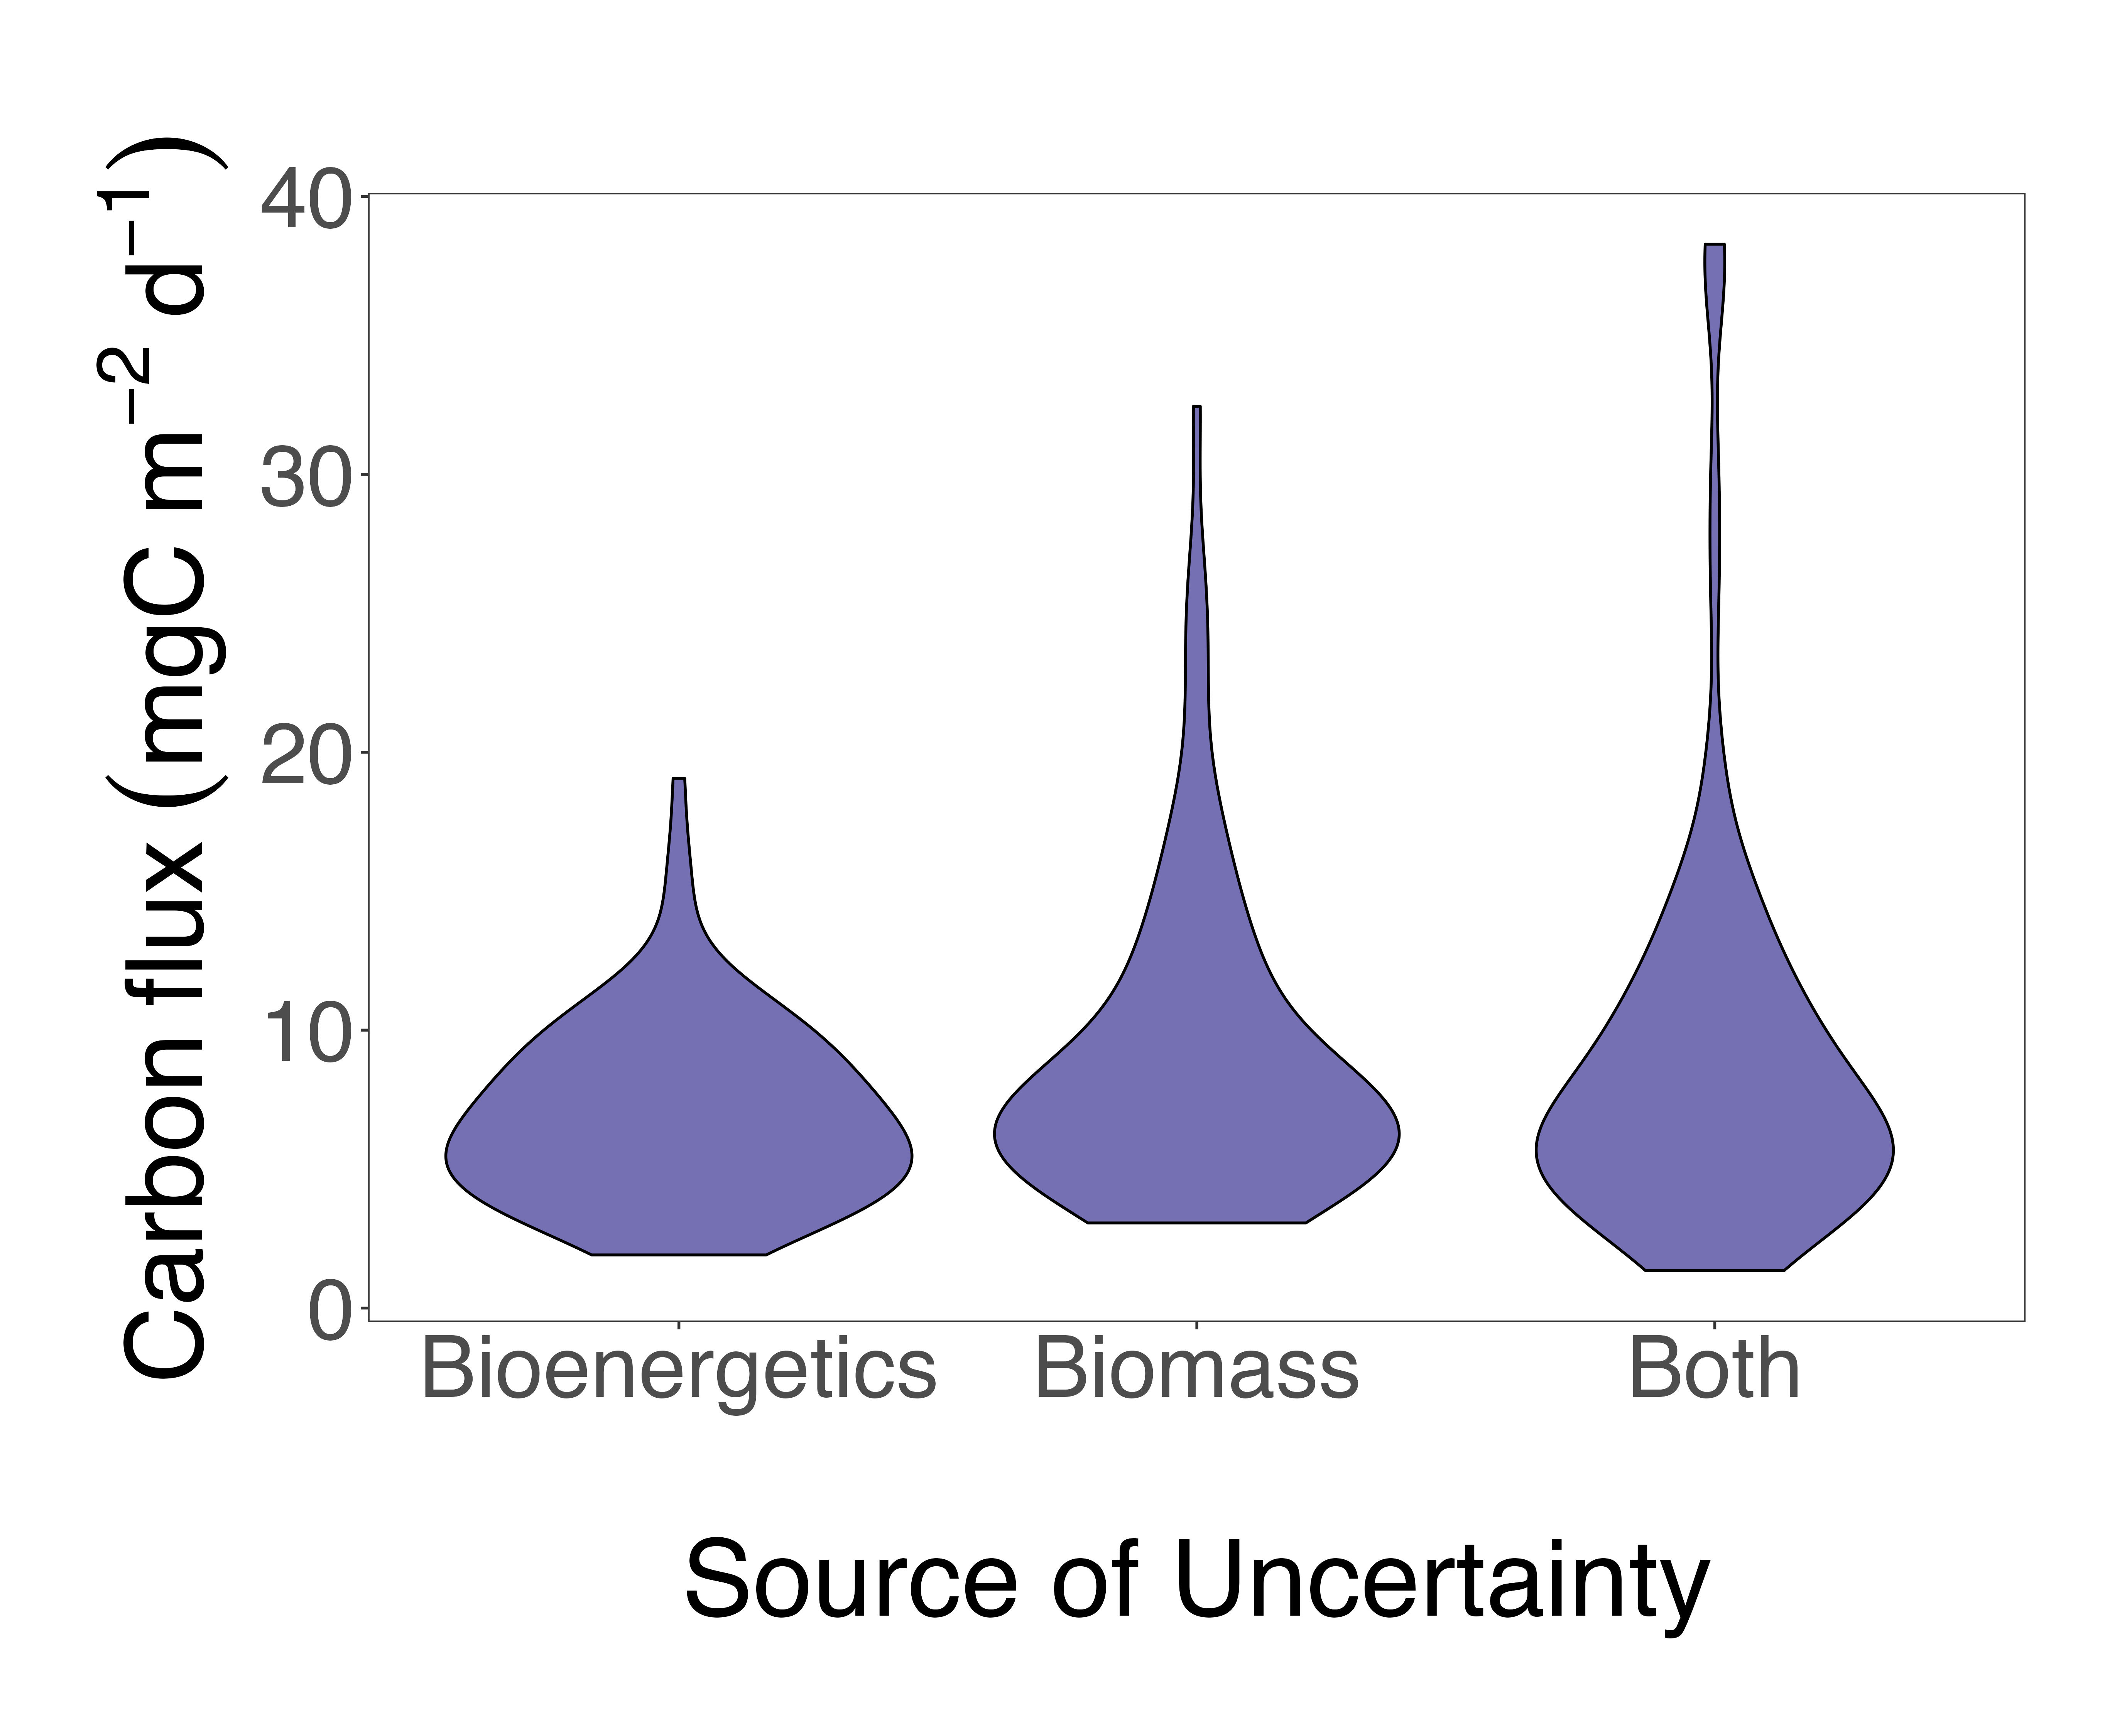 Carbon flux ( mgC m⁻² d⁻¹)
40
30
20
10
0
Bioenergetics Biomass Both
Source of Uncertainty